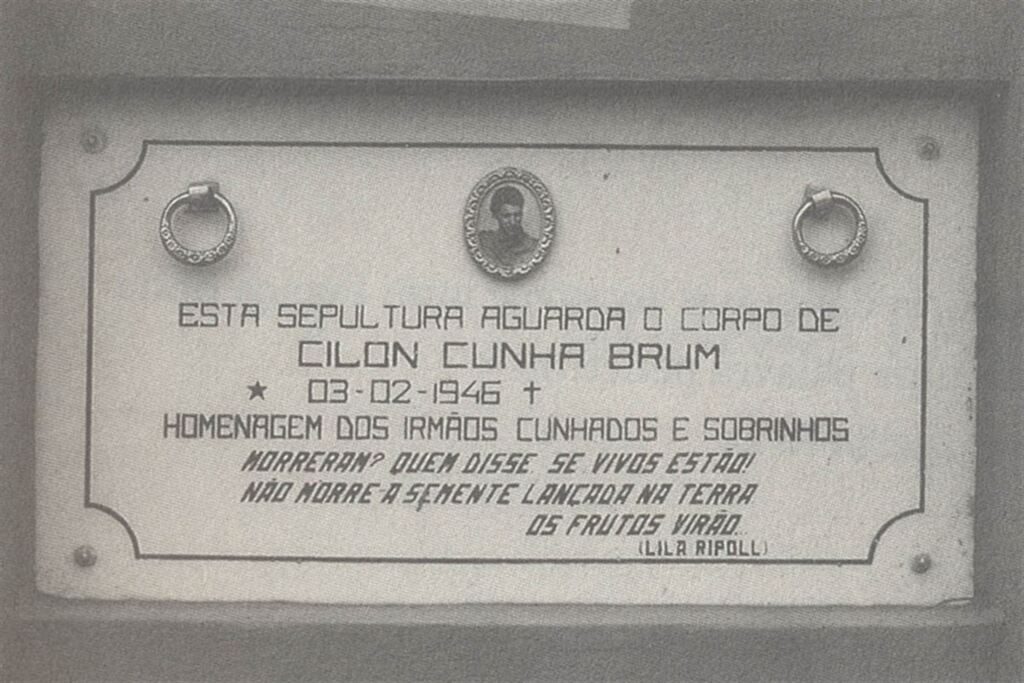 ESTA SEPULTURA AGUARDA O CORPO DE
CILON CUNHA BRUM
★ 03-02-1946 ✝
HOMENAGEM DOS IRMÃOS CUNHADOS E SOBRINHOS
MORRERAM? QUEM DISSE, SE VIVOS ESTÃO!
NÃO MORRE A SEMENTE LANÇADA NA TERRA
OS FRUTOS VIRÃO.
(LILA RIPOLL)